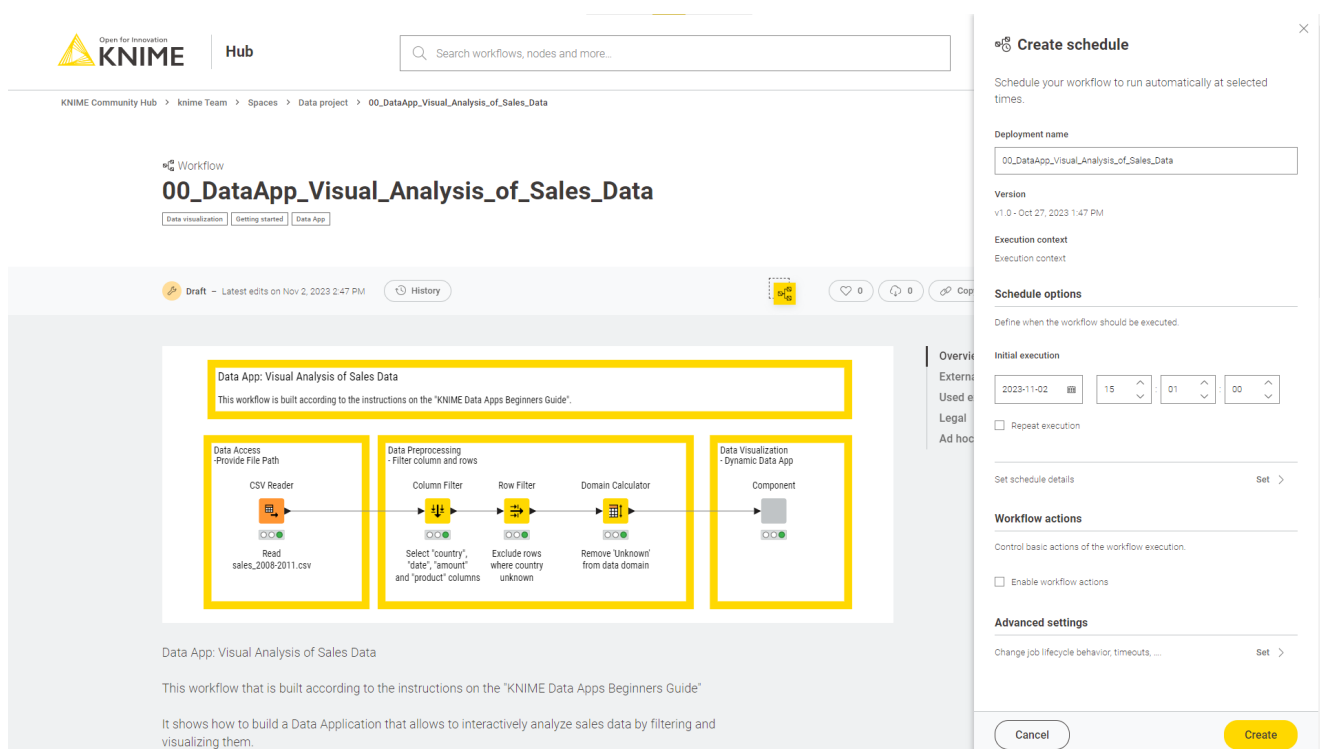 Open for Innovation
KNIME
Hub
Search workflows, nodes and more...
KNIME Community Hub > knime Team > Spaces > Data project > 00_DataApp_Visual_Analysis_of_Sales_Data
Workflow
00_DataApp_Visual_Analysis_of_Sales_Data
Data visualization
Getting started
Data App
Draft – Latest edits on Nov 2, 2023 2:47 PM
History
0
0
Cop
Data App: Visual Analysis of Sales Data
This workflow is built according to the instructions on the "KNIME Data Apps Beginners Guide".
Data Access
-Provide File Path
CSV Reader
Read
sales_2008-2011.csv
Data Preprocessing
- Filter column and rows
Column Filter
Select "country",
"date", "amount"
and "product" columns
Row Filter
Exclude rows
where country
unknown
Domain Calculator
Remove 'Unknown'
from data domain
Data Visualization
- Dynamic Data App
Component
Overvie
Externa
Used e
Legal
Ad hoc
Data App: Visual Analysis of Sales Data
This workflow that is built according to the instructions on the "KNIME Data Apps Beginners Guide"
It shows how to build a Data Application that allows to interactively analyze sales data by filtering and
visualizing them.
Create schedule
Schedule your workflow to run automatically at selected
times.
Deployment name
00_DataApp_Visual_Analysis_of_Sales_Data
Version
v1.0 - Oct 27, 2023 1:47 PM
Execution context
Execution context
Schedule options
Define when the workflow should be executed.
Initial execution
2023-11-02 15 : 01 : 00
Repeat execution
Set schedule details Set >
Workflow actions
Control basic actions of the workflow execution.
Enable workflow actions
Advanced settings
Change job lifecycle behavior, timeouts, .... Set >
Cancel
Create